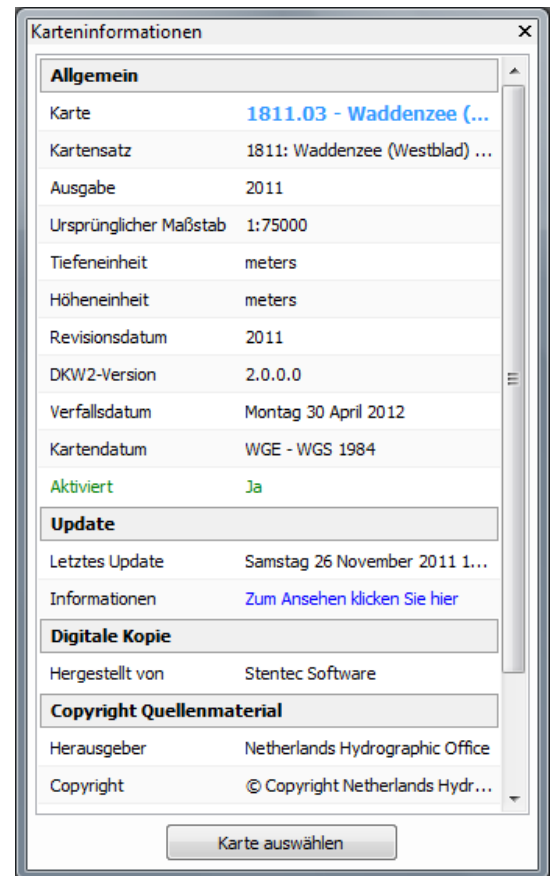 Karteninformationen
Allgemein
Karte 1811.03 - Waddenzee (...
Kartensatz 1811: Waddenzee (Westblad) ...
Ausgabe 2011
Ursprünglicher Maßstab 1:75000
Tiefeneinheit meters
Höheneinheit meters
Revisionsdatum 2011
DKW2-Version 2.0.0.0
Verfallsdatum Montag 30 April 2012
Kartendatum WGE - WGS 1984
Aktiviert Ja
Update
Letztes Update Samstag 26 November 2011 1...
Informationen Zum Ansehen klicken Sie hier
Digitale Kopie
Hergestellt von Stentec Software
Copyright Quellenmaterial
Herausgeber Netherlands Hydrographic Office
Copyright © Copyright Netherlands Hydr...
Karte auswählen